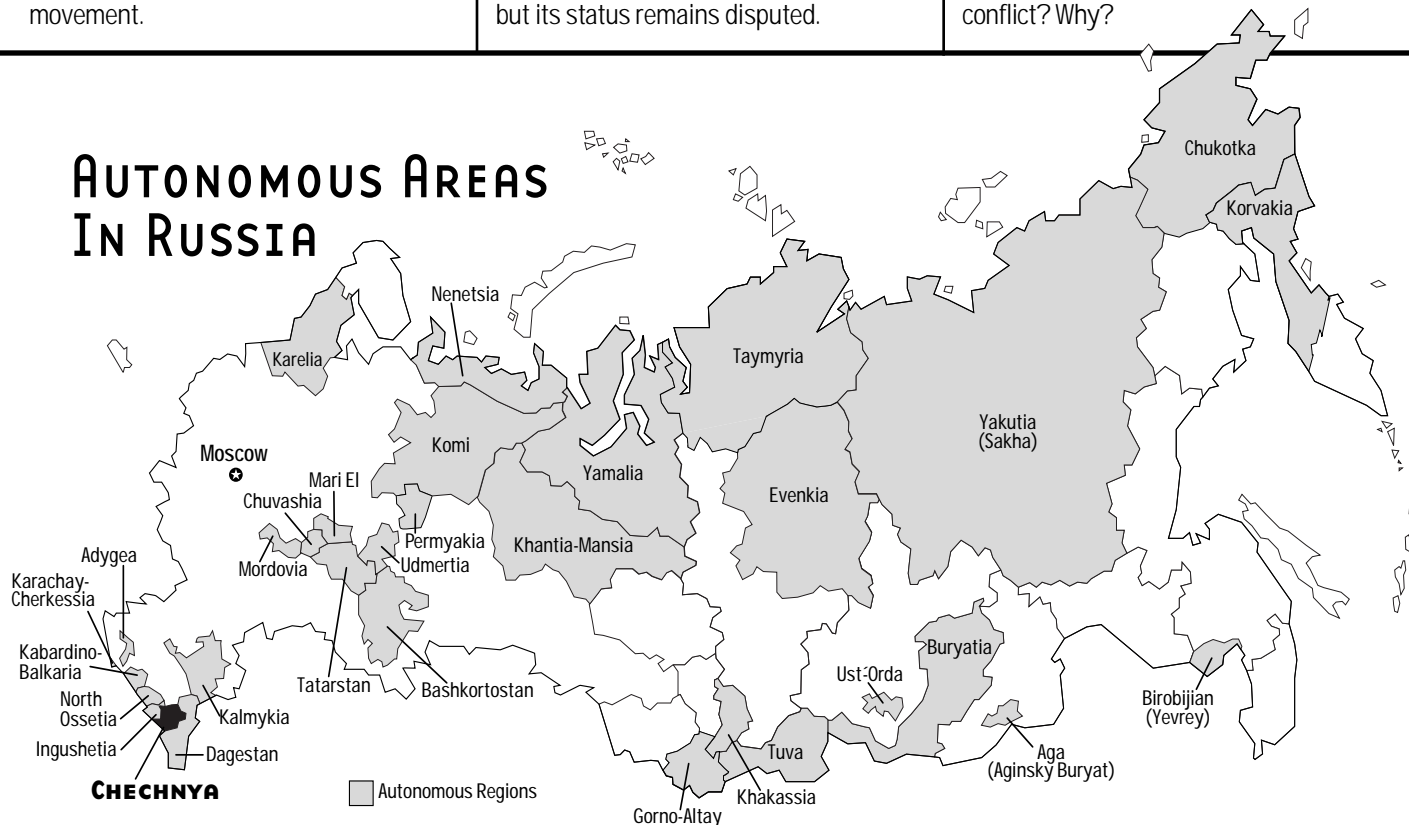 movement.
but its status remains disputed.
conflict? Why?
Autonomous Areas
In Russia
Chukotka
Korvakia
Nenetsia
Karelia
Taymyria
Yakutia
(Sakha)
Komi
Moscow
Yamalia
Mari El
Chuvashia
Evenkia
Permyakia
Khantia-Mansia
Adygea
Mordovia
Udmertia
Karachay-
Cherkessia
Kabardino-
Balkaria
Buryatia
Ust-Orda
Tatarstan
Bashkortostan
North
Ossetia
Kalmykia
Birobijian
(Yevrey)
Ingushetia
Dagestan
Tuva
Aga
(Aginsky Buryat)
Chechnya
Autonomous Regions
Khakassia
Gorno-Altay